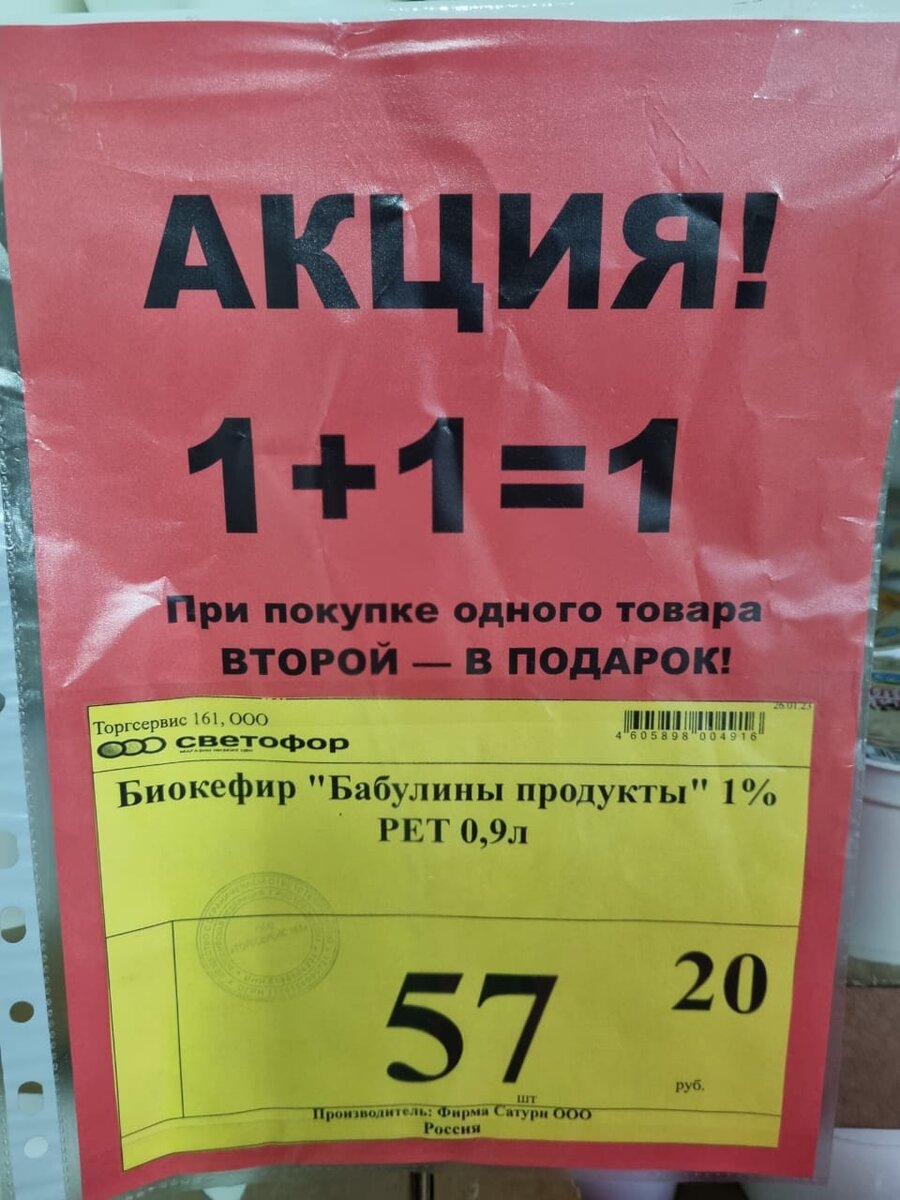 АКЦИЯ!
1+1=1
При покупке одного товара
ВТОРОЙ — В ПОДАРОК!
26.01.23
Торгсервис 161, ООО
светофор
4 605898 004916
Биокефир "Бабулины продукты" 1%
РЕТ 0,9л
57 20
шт
руб.
Производитель: Фирма Сатурн ООО
Россия